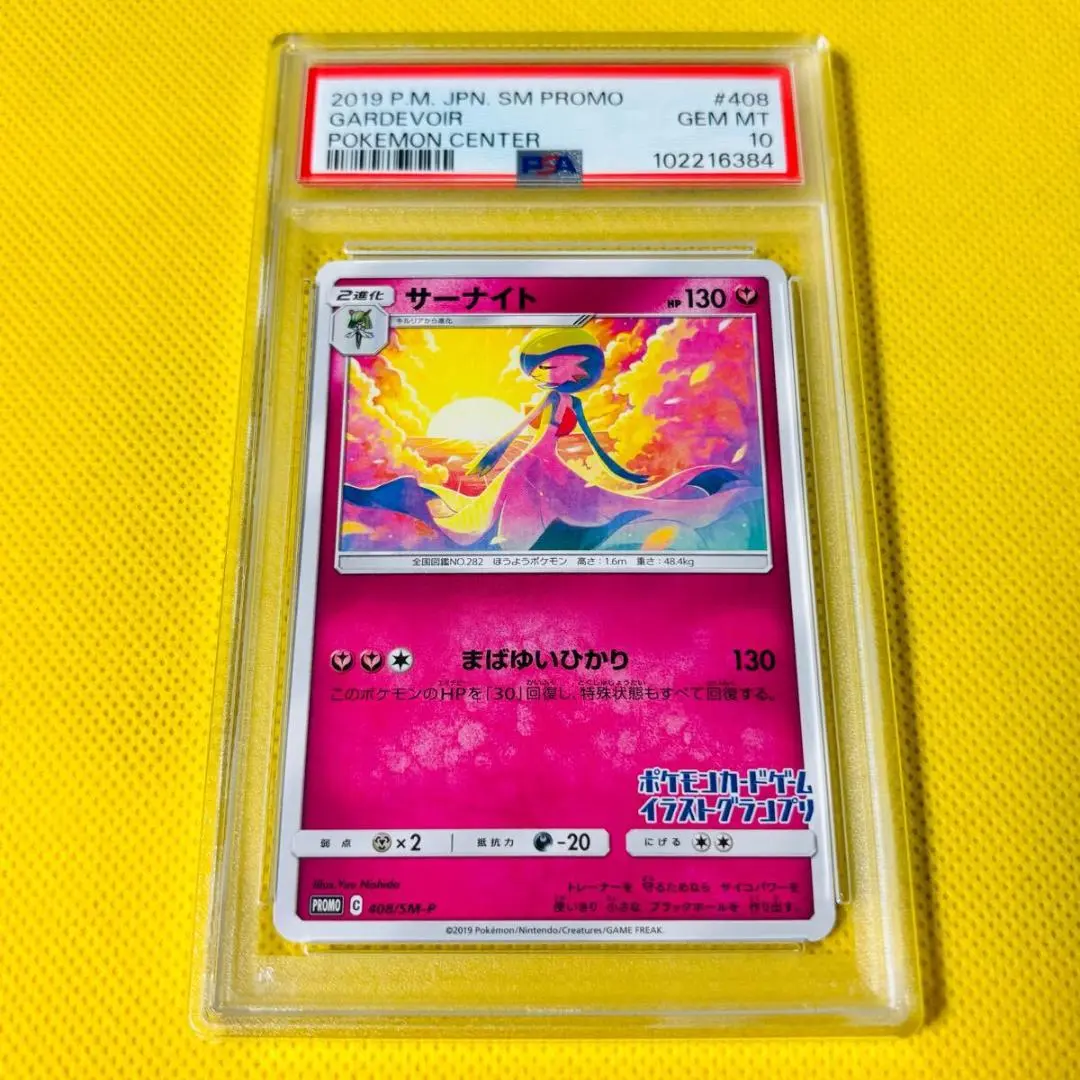 2019 P.M. JPN. SM PROMO #408
GARDEVOIR GEM MT
POKEMON CENTER 10
PSA 102216384
2進化 サーナイト HP 130
キルリアから進化
全国図鑑NO.282 ほうようポケモン 高さ:1.6m 重さ:48.4kg
まばゆいひかり 130
このポケモンのHPを「30」回復し、特殊状態もすべて回復する。
ポケモンカードゲーム
イラストグランプリ
弱点 ×2 抵抗力 -20 にげる
Illus.
トレーナーを 守るためなら サイコパワーを
使い切り 小さな ブラックホールを 作り出す。
PROMO C 408/SM-P
©2019 Pokémon/Nintendo/Creatures/GAME FREAK.